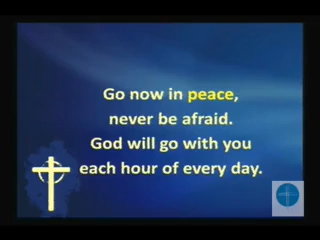 Go now in peace,
never be afraid.
God will go with you
each hour of every day.